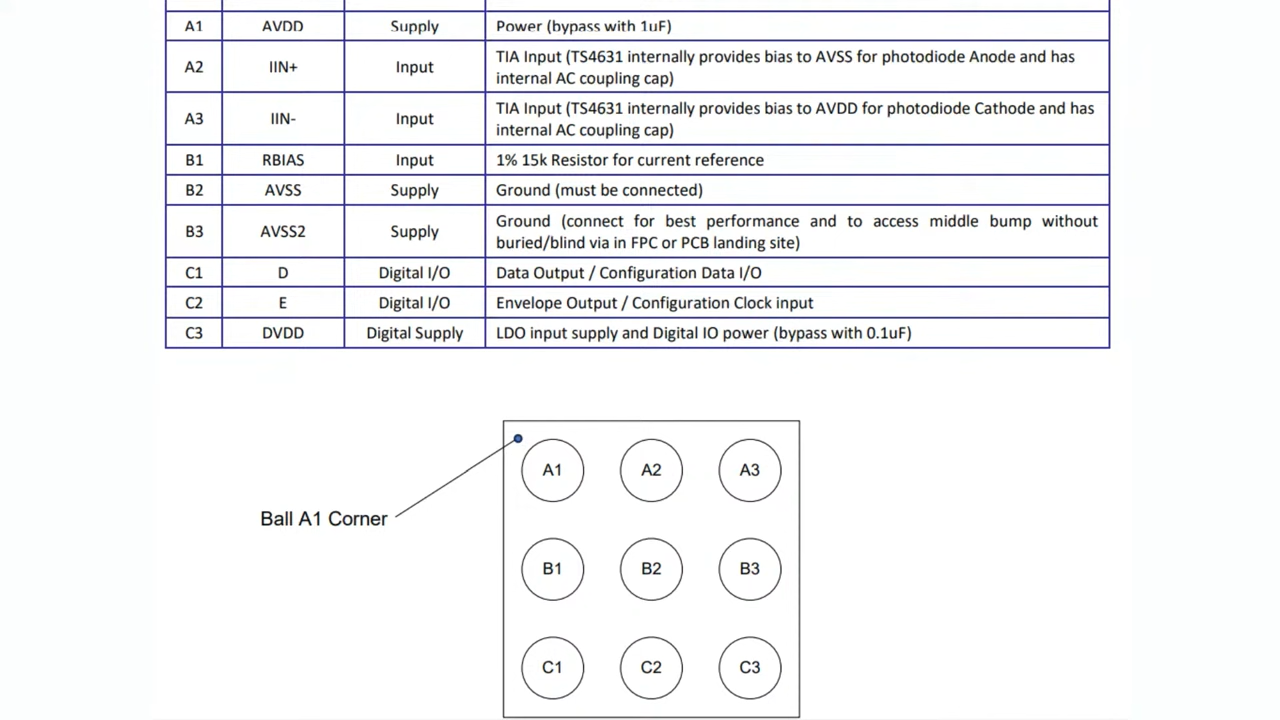 A1 AVDD Supply Power (bypass with 1uF)
A2 IIN+ Input TIA Input (TS4631 internally provides bias to AVSS for photodiode Anode and has
internal AC coupling cap)
A3 IIN- Input TIA Input (TS4631 internally provides bias to AVDD for photodiode Cathode and has
internal AC coupling cap)
B1 RBIAS Input 1% 15k Resistor for current reference
B2 AVSS Supply Ground (must be connected)
B3 AVSS2 Supply Ground (connect for best performance and to access middle bump without
buried/blind via in FPC or PCB landing site)
C1 D Digital I/O Data Output / Configuration Data I/O
C2 E Digital I/O Envelope Output / Configuration Clock input
C3 DVDD Digital Supply LDO input supply and Digital IO power (bypass with 0.1uF)
A1 A2 A3
Ball A1 Corner
B1 B2 B3
C1 C2 C3